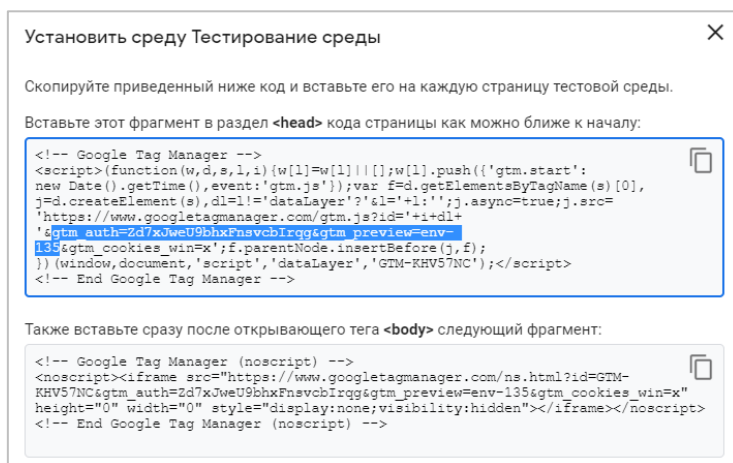 Установить среду Тестирование среды
Скопируйте приведенный ниже код и вставьте его на каждую страницу тестовой среды.
Вставьте этот фрагмент в раздел <head> кода страницы как можно ближе к началу:
<!-- Google Tag Manager -->
<script>(function(w,d,s,l,i){w[l]=w[l]||[];w[l].push({'gtm.start':
new Date().getTime(),event:'gtm.js'});var f=d.getElementsByTagName(s)[0],
j=d.createElement(s),dl=l!='dataLayer'?'&l='+l:'';j.async=true;j.src=
'https://www.googletagmanager.com/gtm.js?id='+i+dl+
'&gtm_auth=Zd7xJweU9bhxFnsvcbIrqg&gtm_preview=env-
135&gtm_cookies_win=x';f.parentNode.insertBefore(j,f);
})(window,document,'script','dataLayer','GTM-KHV57NC');</script>
<!-- End Google Tag Manager -->
Также вставьте сразу после открывающего тега <body> следующий фрагмент:
<!-- Google Tag Manager (noscript) -->
<noscript><iframe src="https://www.googletagmanager.com/ns.html?id=GTM-
KHV57NC&gtm_auth=Zd7xJweU9bhxFnsvcbIrqg&gtm_preview=env-135&gtm_cookies_win=x"
height="0" width="0" style="display:none;visibility:hidden"></iframe></noscript>
<!-- End Google Tag Manager (noscript) -->